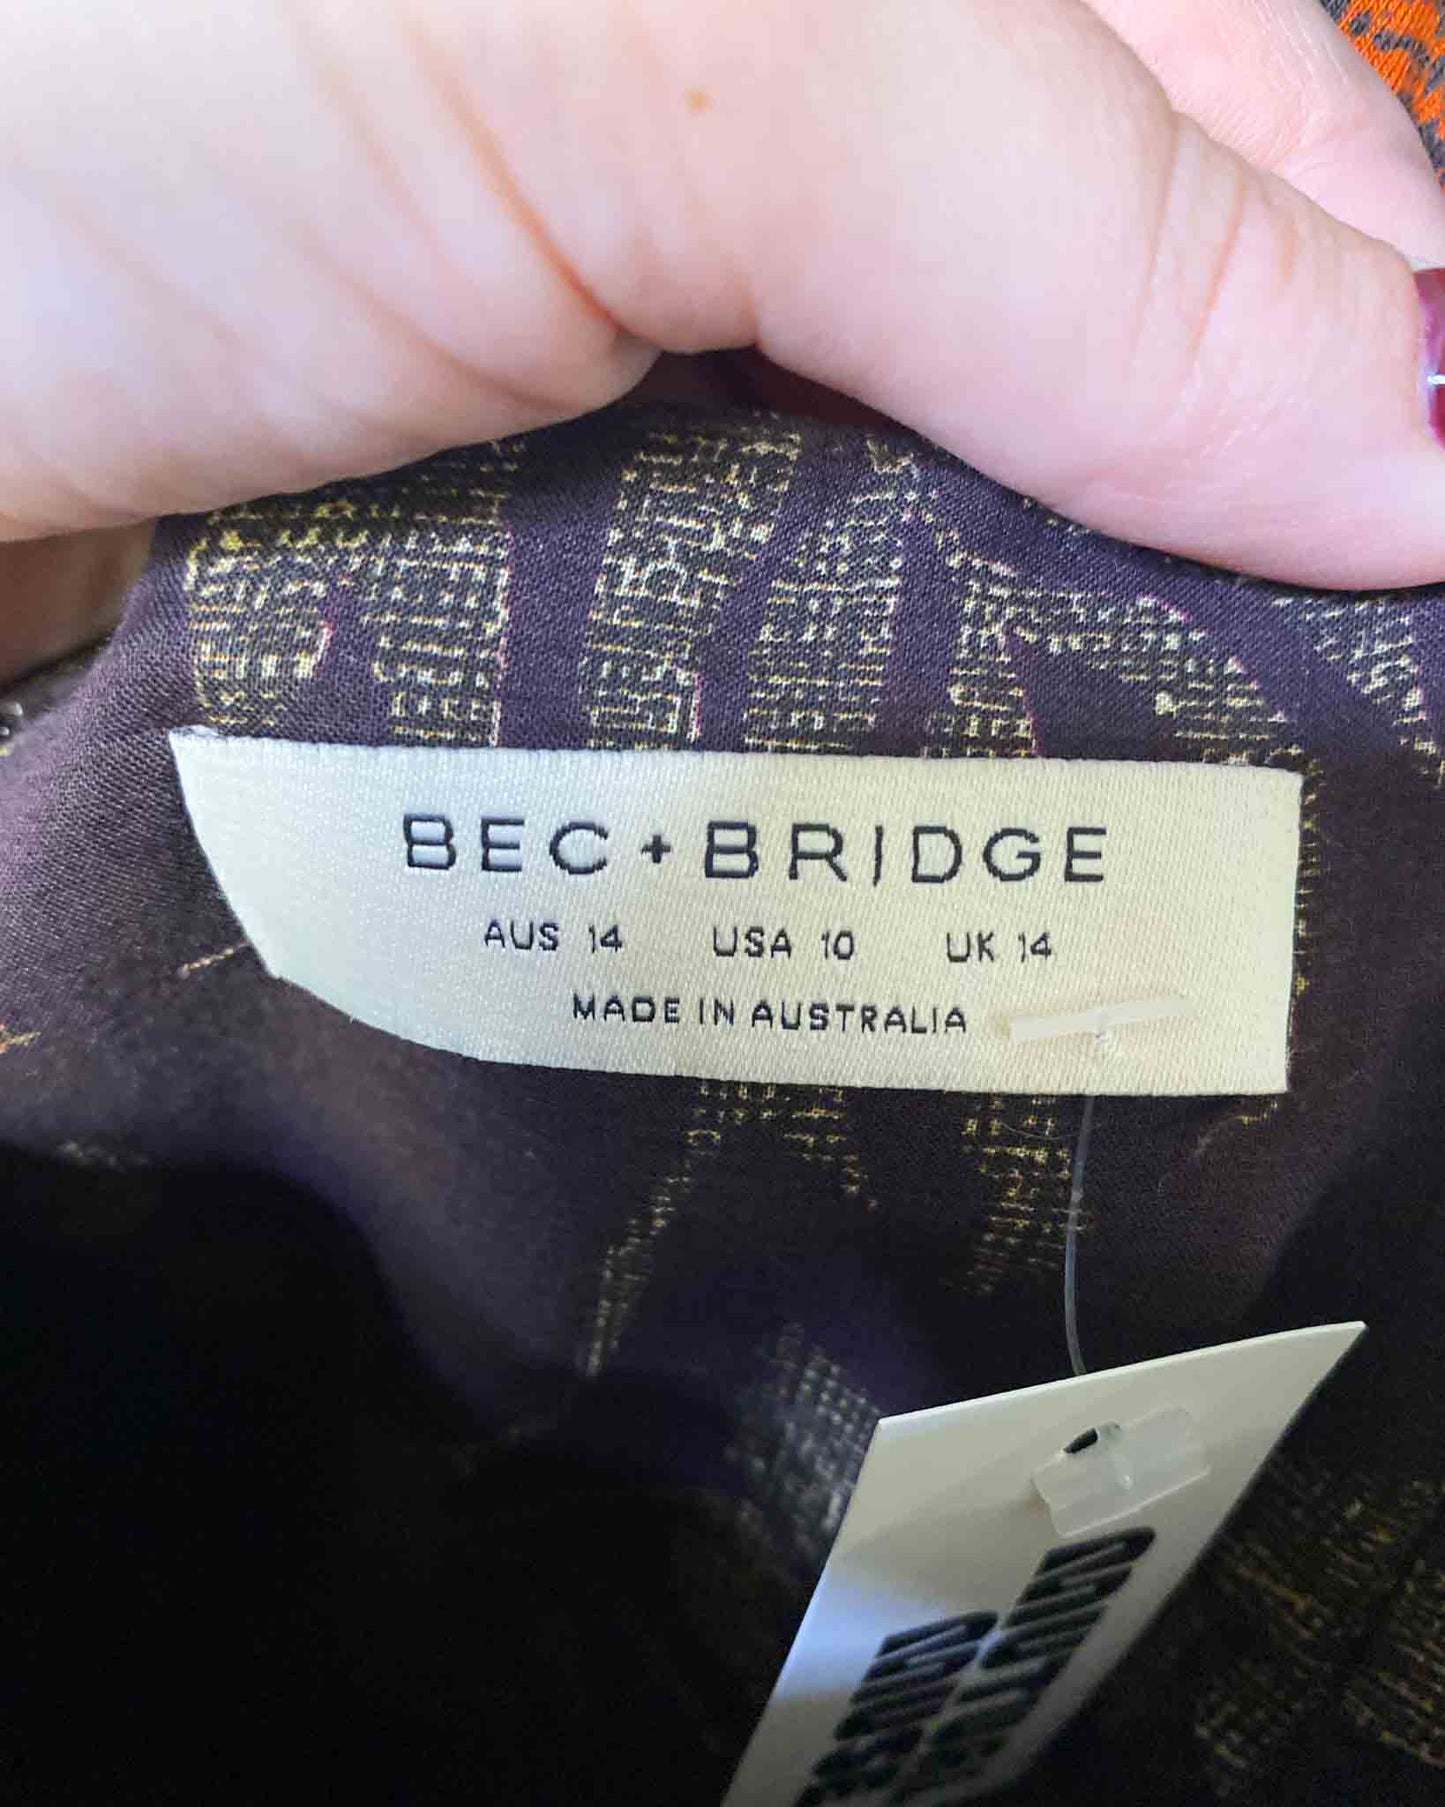 BEC + BRIDGE
AUS 14 USA 10 UK 14
MADE IN AUSTRALIA